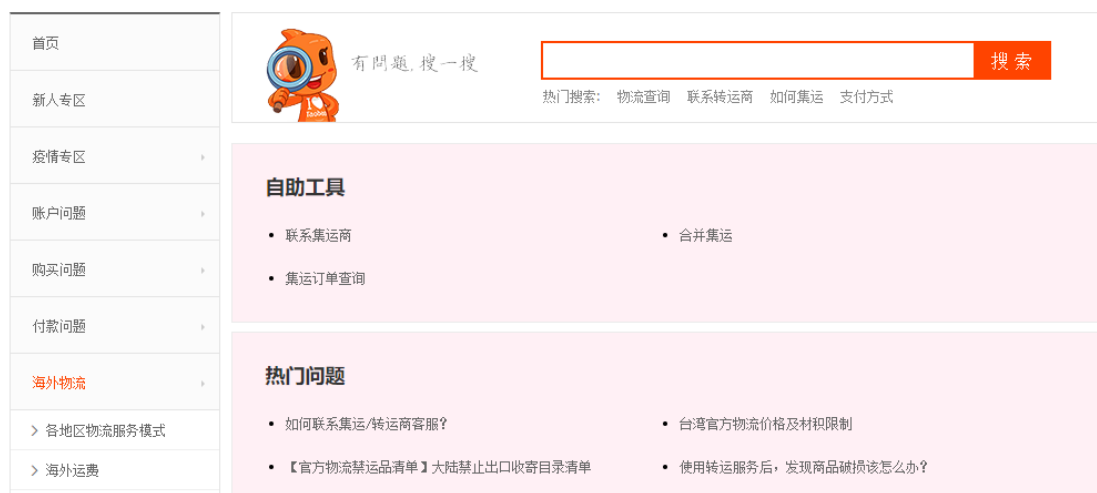 首页
新人专区
疫情专区
账户问题
购买问题
付款问题
海外物流
各地区物流服务模式
海外运费
有問題,搜一搜
搜 索
热门搜索: 物流查询 联系转运商 如何集运 支付方式
自助工具
联系集运商
合并集运
集运订单查询
热门问题
如何联系集运/转运商客服?
台湾官方物流价格及材积限制
【官方物流禁运品清单】大陆禁止出口收寄目录清单
使用转运服务后,发现商品破损该怎么办?